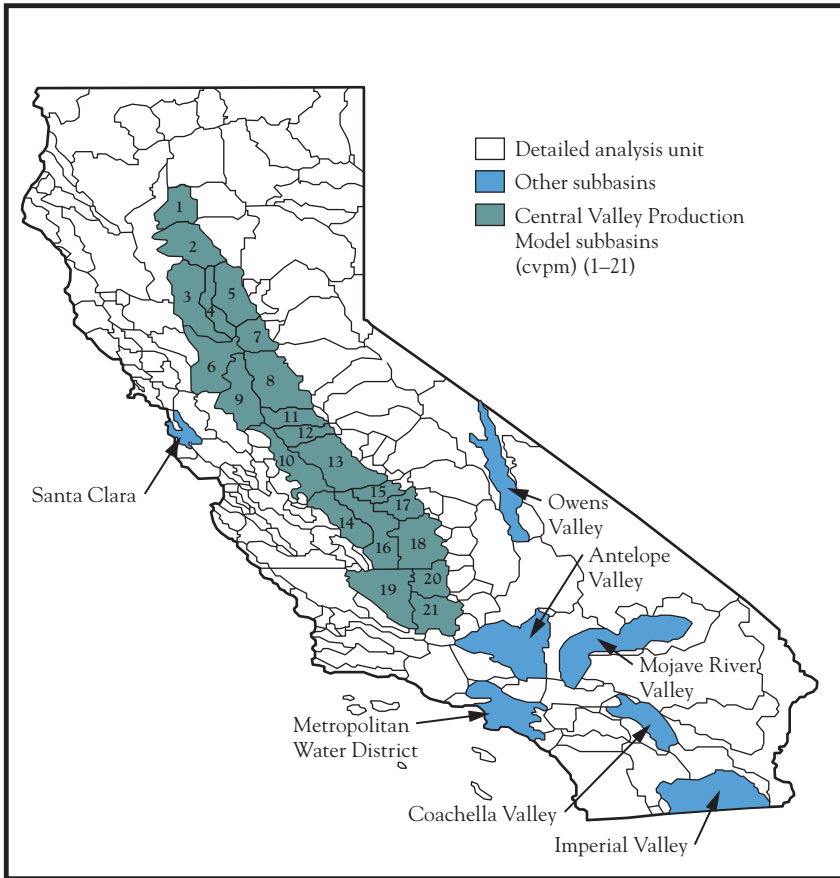 Detailed analysis unit
Other subbasins
Central Valley Production
Model subbasins
(cvpm) (1–21)
1
2
3
4
5
6
7
8
9
10
11
12
13
14
15
16
17
18
19
20
21
Santa Clara
Owens
Valley
Antelope
Valley
Mojave River
Valley
Metropolitan
Water District
Coachella Valley
Imperial Valley